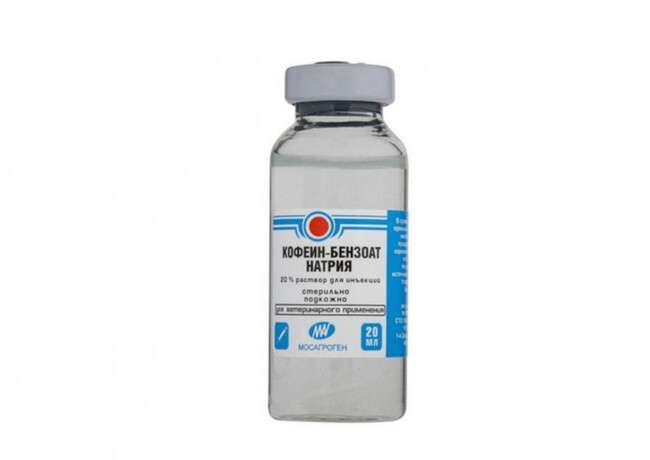 КОФЕИН-БЕНЗОАТ
НАТРИЯ
20 % раствор для инъекций
стерильно
подкожно
для ветеринарного применения
20
МЛ
МОСАГРОГЕН